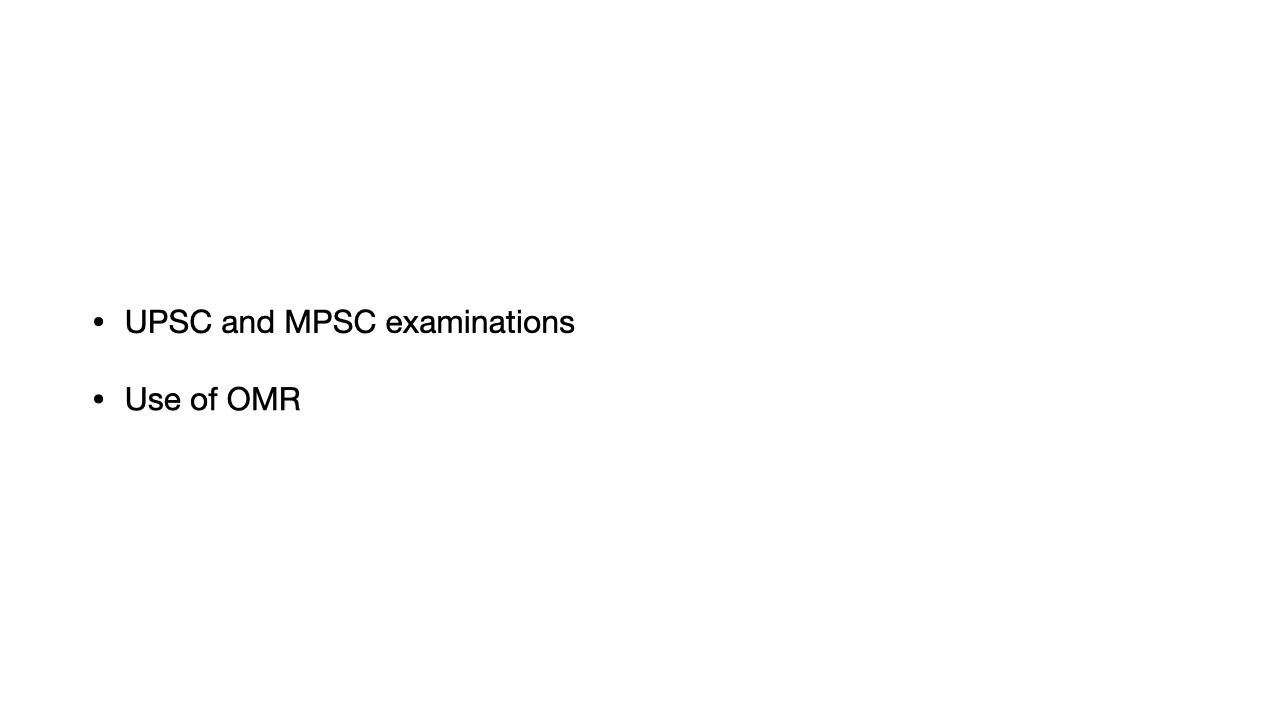 • UPSC and MPSC examinations
• Use of OMR